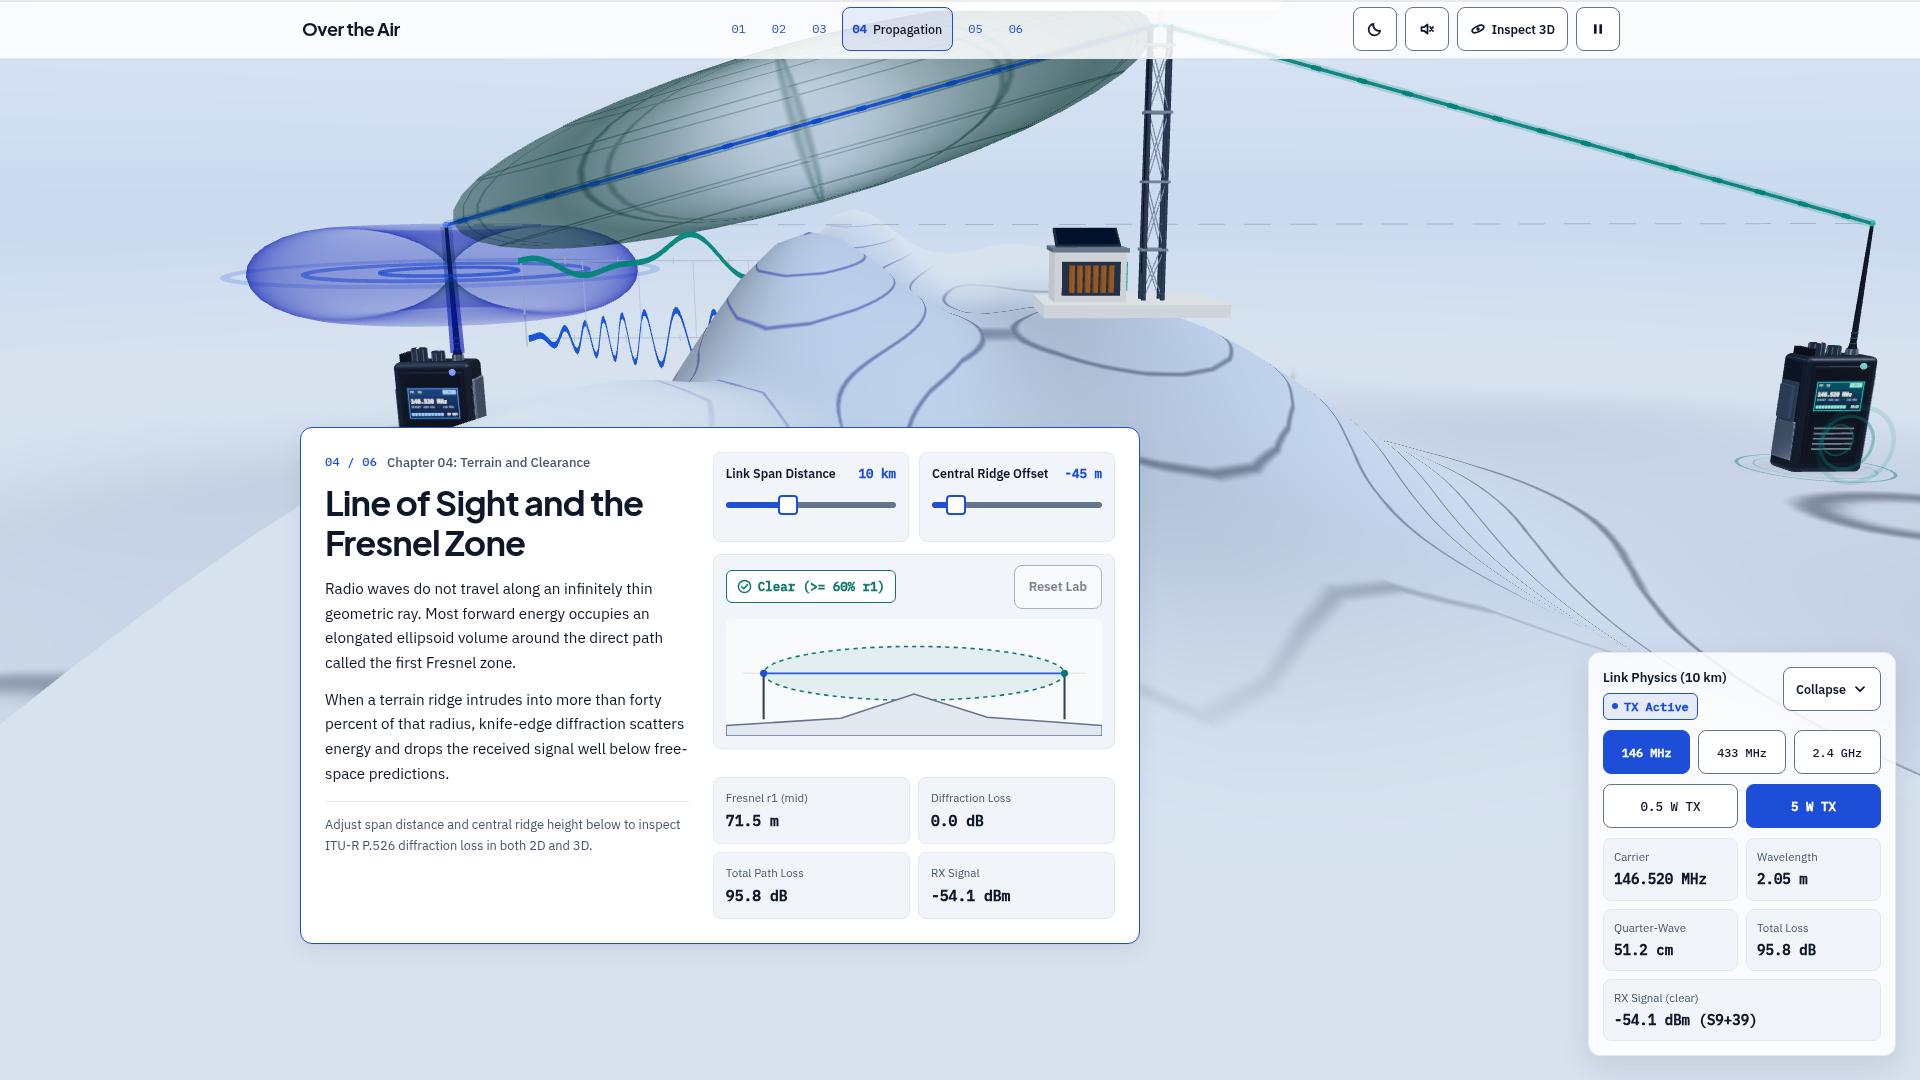 Over the Air
01 02 03 04 Propagation 05 06
Inspect 3D
04 / 06 Chapter 04: Terrain and Clearance
Line of Sight and the
Fresnel Zone
Radio waves do not travel along an infinitely thin
geometric ray. Most forward energy occupies an
elongated ellipsoid volume around the direct path
called the first Fresnel zone.
When a terrain ridge intrudes into more than forty
percent of that radius, knife-edge diffraction scatters
energy and drops the received signal well below free-
space predictions.
Adjust span distance and central ridge height below to inspect
ITU-R P.526 diffraction loss in both 2D and 3D.
Link Span Distance 10 km
Central Ridge Offset -45 m
Clear (>= 60% r1)
Reset Lab
Fresnel r1 (mid)
71.5 m
Diffraction Loss
0.0 dB
Total Path Loss
95.8 dB
RX Signal
-54.1 dBm
146.520 MHz
146.520 MHz
Link Physics (10 km)
TX Active
Collapse
146 MHz
433 MHz
2.4 GHz
0.5 W TX
5 W TX
Carrier
146.520 MHz
Wavelength
2.05 m
Quarter-Wave
51.2 cm
Total Loss
95.8 dB
RX Signal (clear)
-54.1 dBm (S9+39)